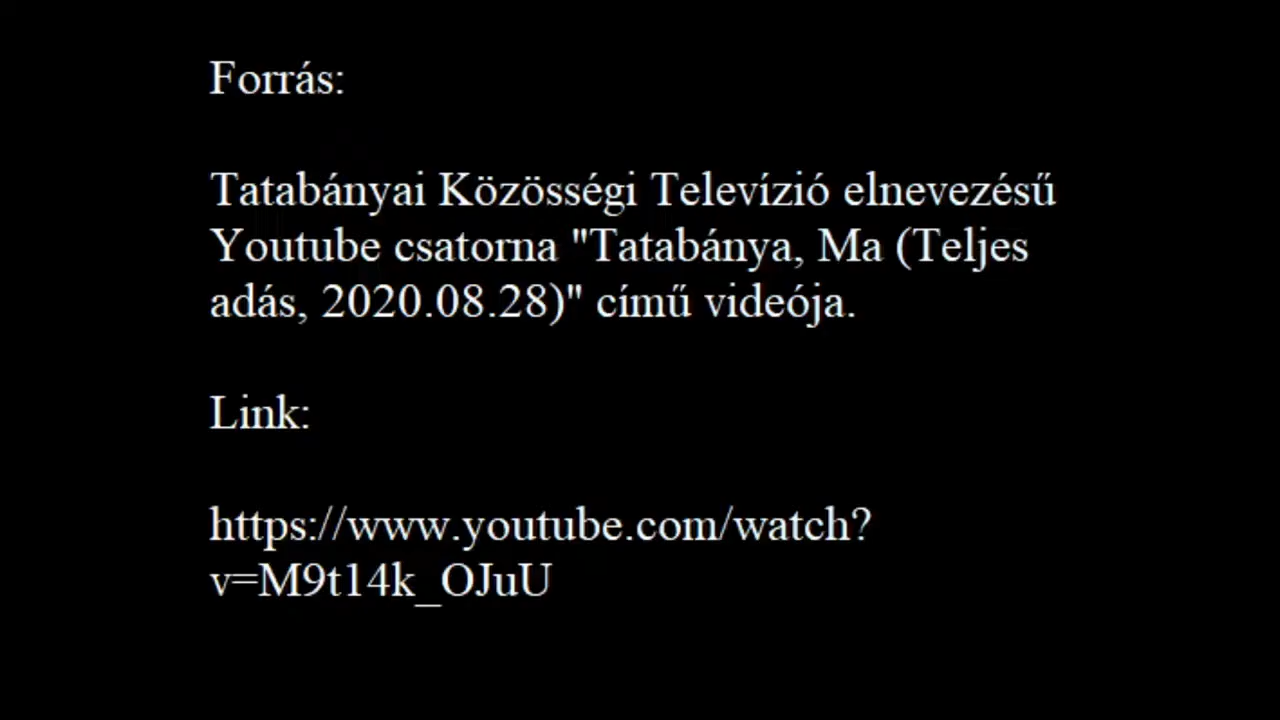 Forrás:
Tatabányai Közösségi Televízió elnevezésű
Youtube csatorna "Tatabánya, Ma (Teljes
adás, 2020.08.28)" című videója.
Link:
https://www.youtube.com/watch?
v=M9t14k_OJuU